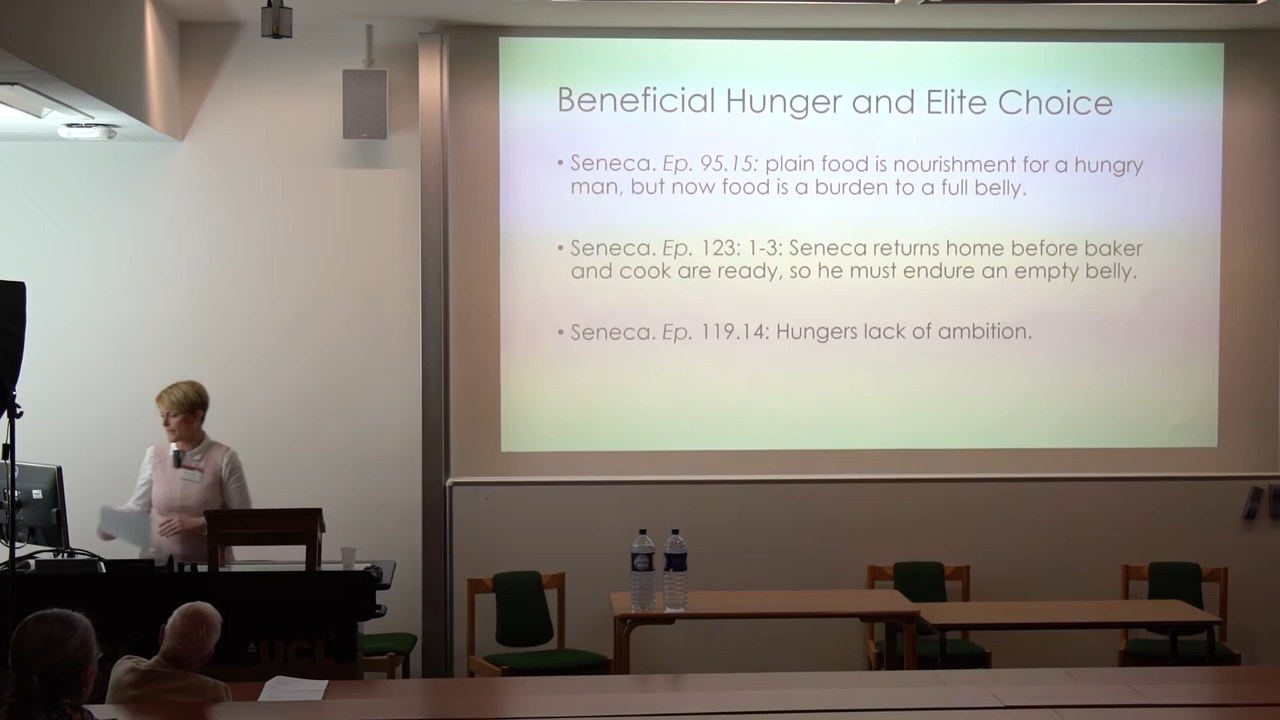 Beneficial Hunger and Elite Choice
• Seneca. Ep. 95.15: plain food is nourishment for a hungry
man, but now food is a burden to a full belly.
• Seneca. Ep. 123: 1-3: Seneca returns home before baker
and cook are ready, so he must endure an empty belly.
• Seneca. Ep. 119.14: Hungers lack of ambition.
UCL